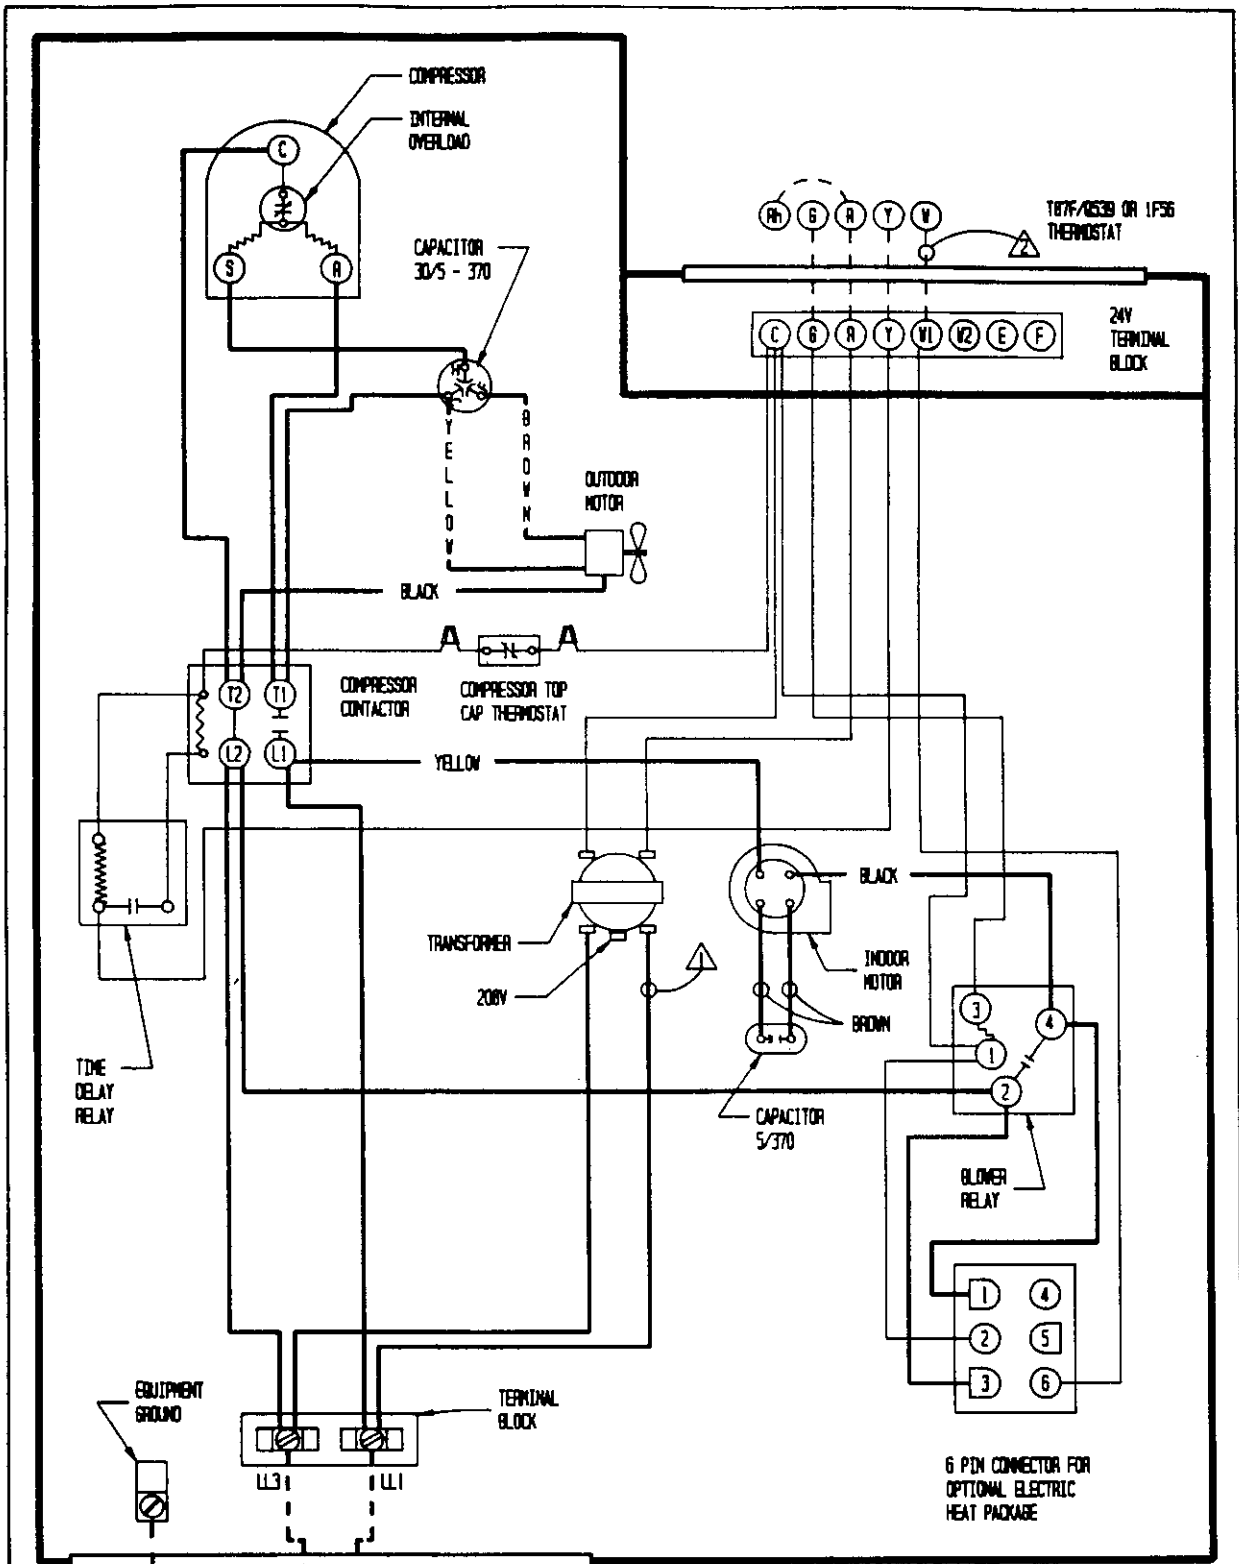 COMPRESSOR
INTERNAL
OVERLOAD
C
S
R
CAPACITOR
30/5 - 370
Rh G R Y W
T87F/Q539 OR 1F56
THERMOSTAT
2
C G R Y W1 W2 E F
24V
TERMINAL
BLOCK
YELLOW
BROWN
OUTDOOR
MOTOR
BLACK
T2 T1
L2 L1
COMPRESSOR
CONTACTOR
COMPRESSOR TOP
CAP THERMOSTAT
YELLOW
BLACK
TRANSFORMER
208V
1
INDOOR
MOTOR
BROWN
3
4
1
2
TIME
DELAY
RELAY
CAPACITOR
5/370
BLOWER
RELAY
1 4
2 5
3 6
EQUIPMENT
GROUND
TERMINAL
BLOCK
LL3 LL1
6 PIN CONNECTOR FOR
OPTIONAL ELECTRIC
HEAT PACKAGE